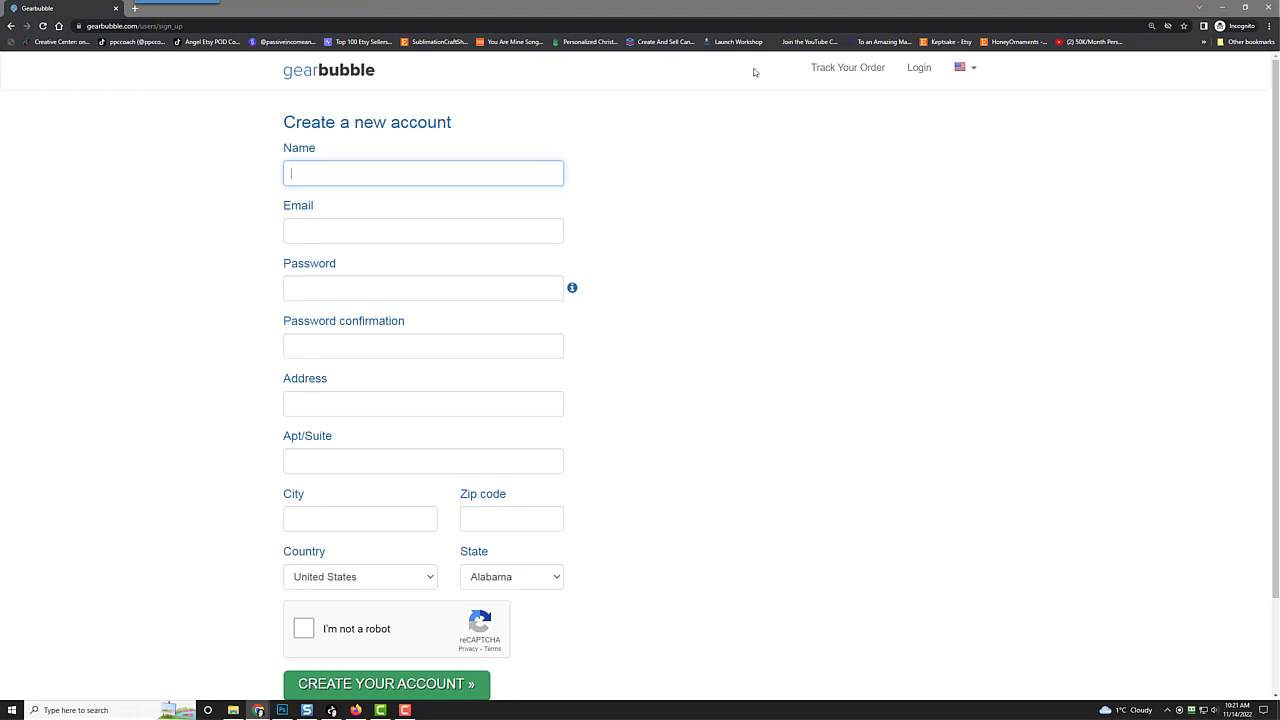 Gearbubble
gearbubble.com/users/sign_up
Incognito
Creative Center: on...
ppccoach (@ppcco...
Angel Etsy POD Co...
@passiveincomean...
Top 100 Etsy Sellers...
SublimationCraftSh...
You Are Mine Song...
Personalized Christ...
Create And Sell Can...
Launch Workshop
Join the YouTube C...
To an Amazing Ma...
Keptsake - Etsy
HoneyOrnaments -...
(2) 50K/Month Pers...
Other bookmarks
gearbubble
Track Your Order
Login
Create a new account
Name
Email
Password
Password confirmation
Address
Apt/Suite
City Zip code
Country State
United States Alabama
I'm not a robot
reCAPTCHA
Privacy - Terms
CREATE YOUR ACCOUNT »
Type here to search
1°C Cloudy
10:21 AM
11/14/2022